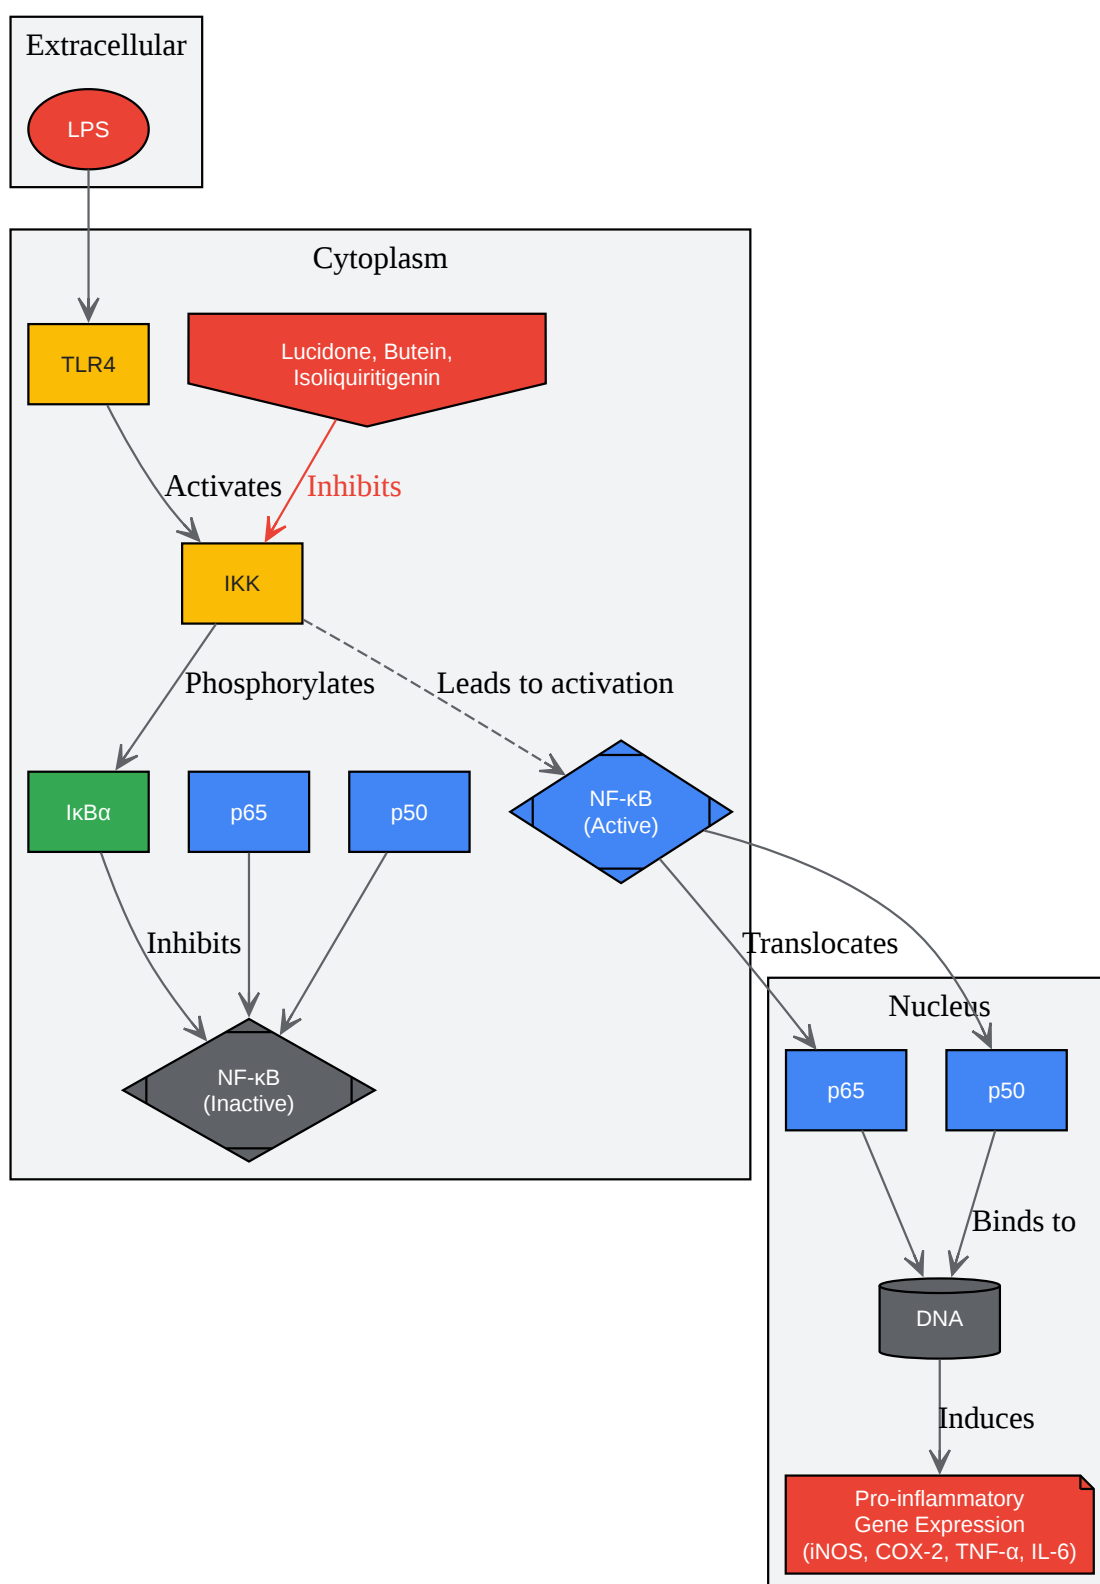 Extracellular
LPS
Cytoplasm
TLR4
Lucidone, Butein,
Isoliquiritigenin
Activates
Inhibits
IKK
Phosphorylates
Leads to activation
IκBα
p65
p50
NF-κB
(Active)
Inhibits
Translocates
NF-κB
(Inactive)
Nucleus
p65
p50
Binds to
DNA
Induces
Pro-inflammatory
Gene Expression
(iNOS, COX-2, TNF-α, IL-6)